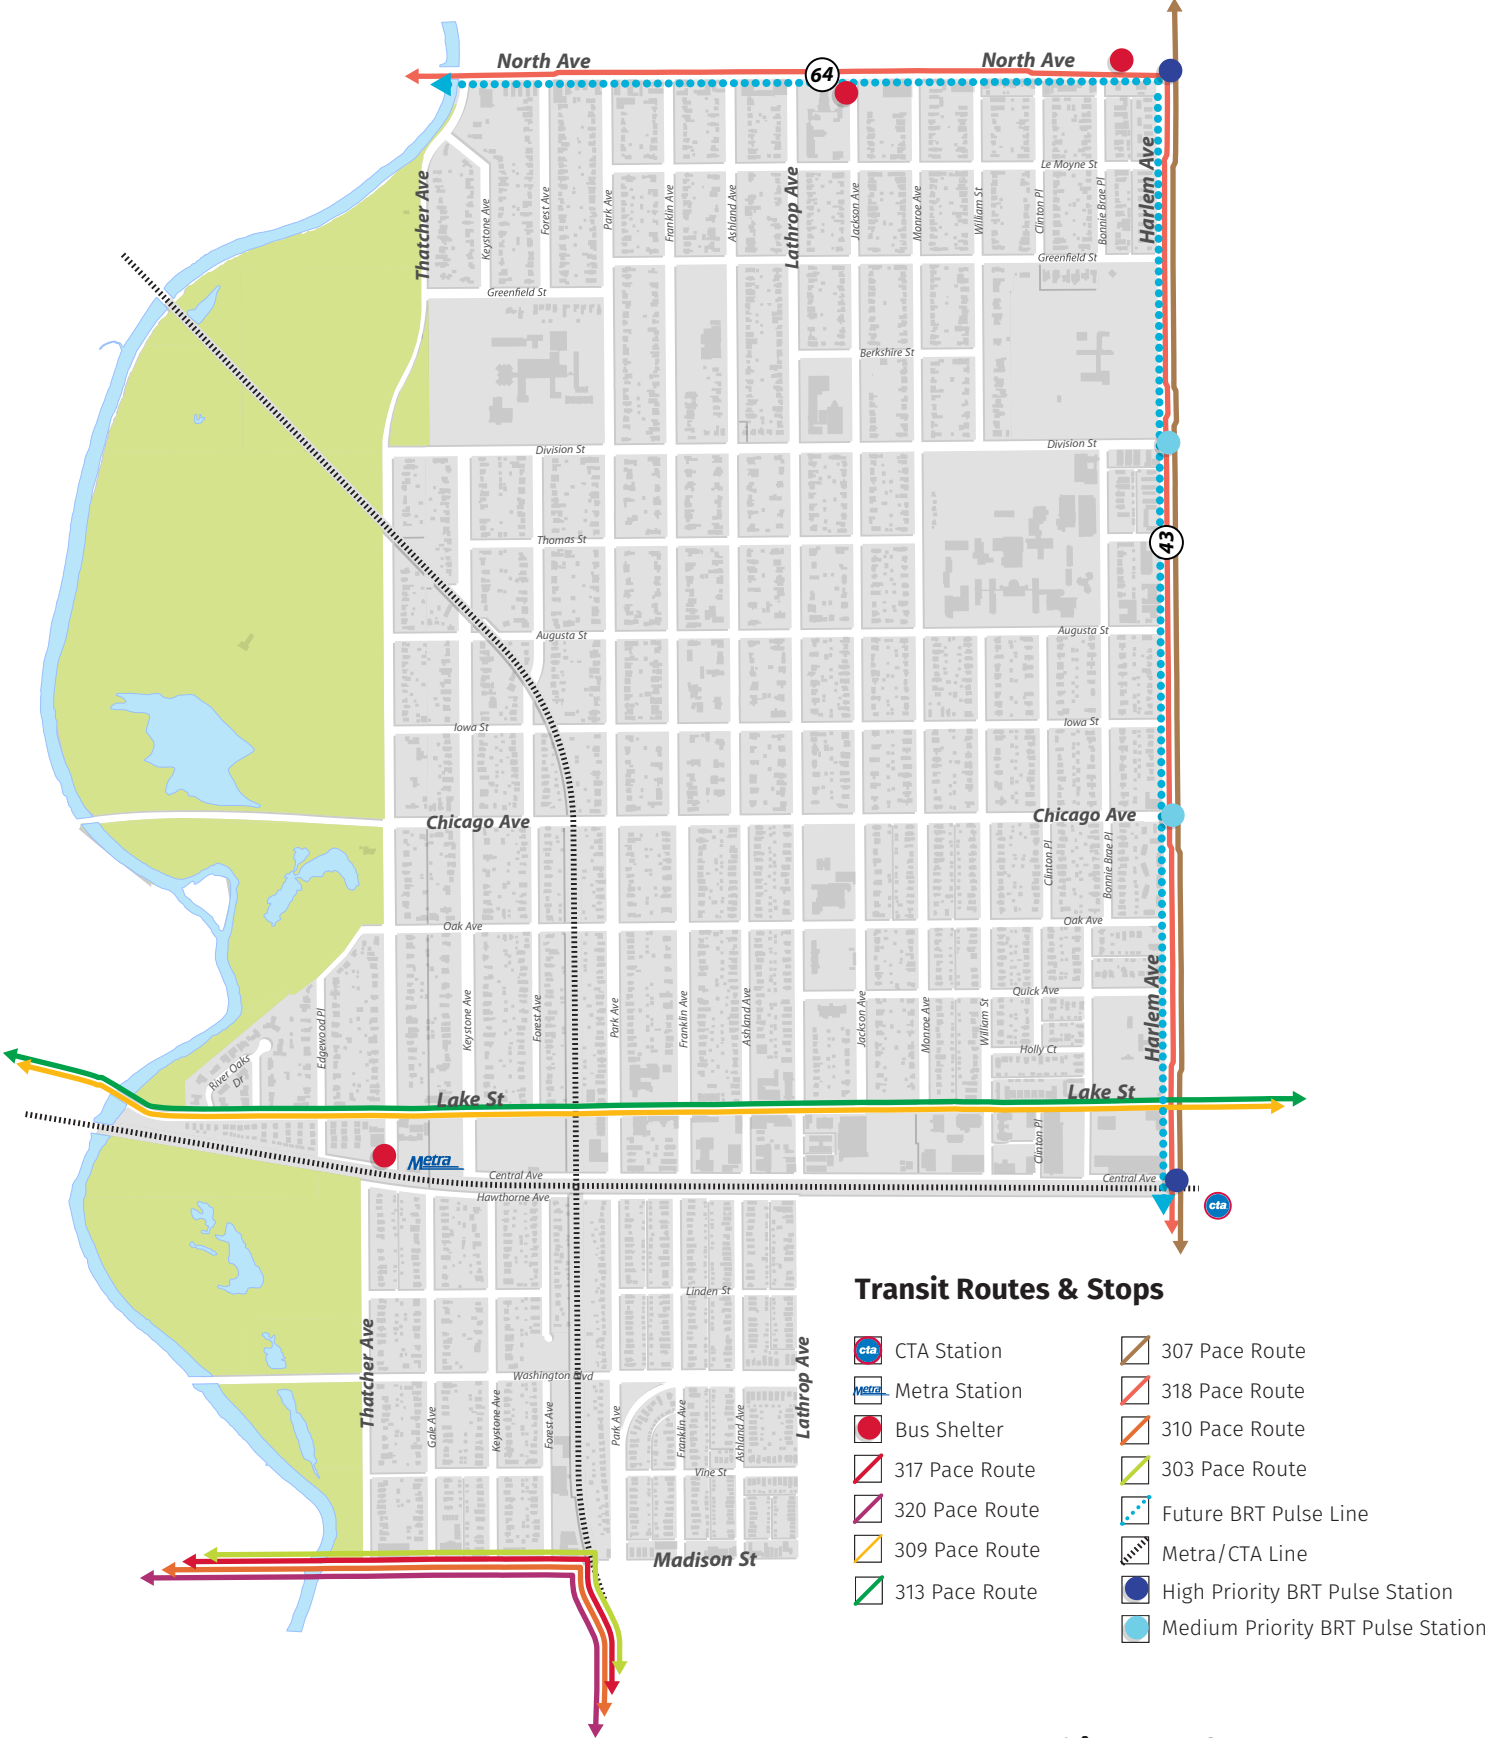 North Ave
North Ave
64
Le Moyne St
Thatcher Ave
Keystone Ave
Forest Ave
Park Ave
Franklin Ave
Ashland Ave
Lathrop Ave
Jackson Ave
Monroe Ave
William St
Clinton Pl
Bonnie Brae Pl
Harlem Ave
Greenfield St
Greenfield St
Berkshire St
Division St
Division St
Thomas St
43
Augusta St
Augusta St
Iowa St
Iowa St
Chicago Ave
Chicago Ave
Clinton Pl
Bonnie Brae Pl
Oak Ave
Oak Ave
Edgewood Pl
Keystone Ave
Forest Ave
Park Ave
Franklin Ave
Ashland Ave
Jackson Ave
Monroe Ave
William St
Quick Ave
Harlem Ave
River Oaks
Dr
Holly Ct
Lake St
Lake St
Clinton Pl
Metra
Central Ave
Central Ave
Hawthorne Ave
cta
Linden St
Thatcher Ave
Washington Blvd
Lathrop Ave
Gale Ave
Keystone Ave
Forest Ave
Park Ave
Franklin Ave
Ashland Ave
Vine St
Madison St
Transit Routes & Stops
cta CTA Station
Metra Metra Station
Bus Shelter
317 Pace Route
320 Pace Route
309 Pace Route
313 Pace Route
307 Pace Route
318 Pace Route
310 Pace Route
303 Pace Route
Future BRT Pulse Line
Metra/CTA Line
High Priority BRT Pulse Station
Medium Priority BRT Pulse Station